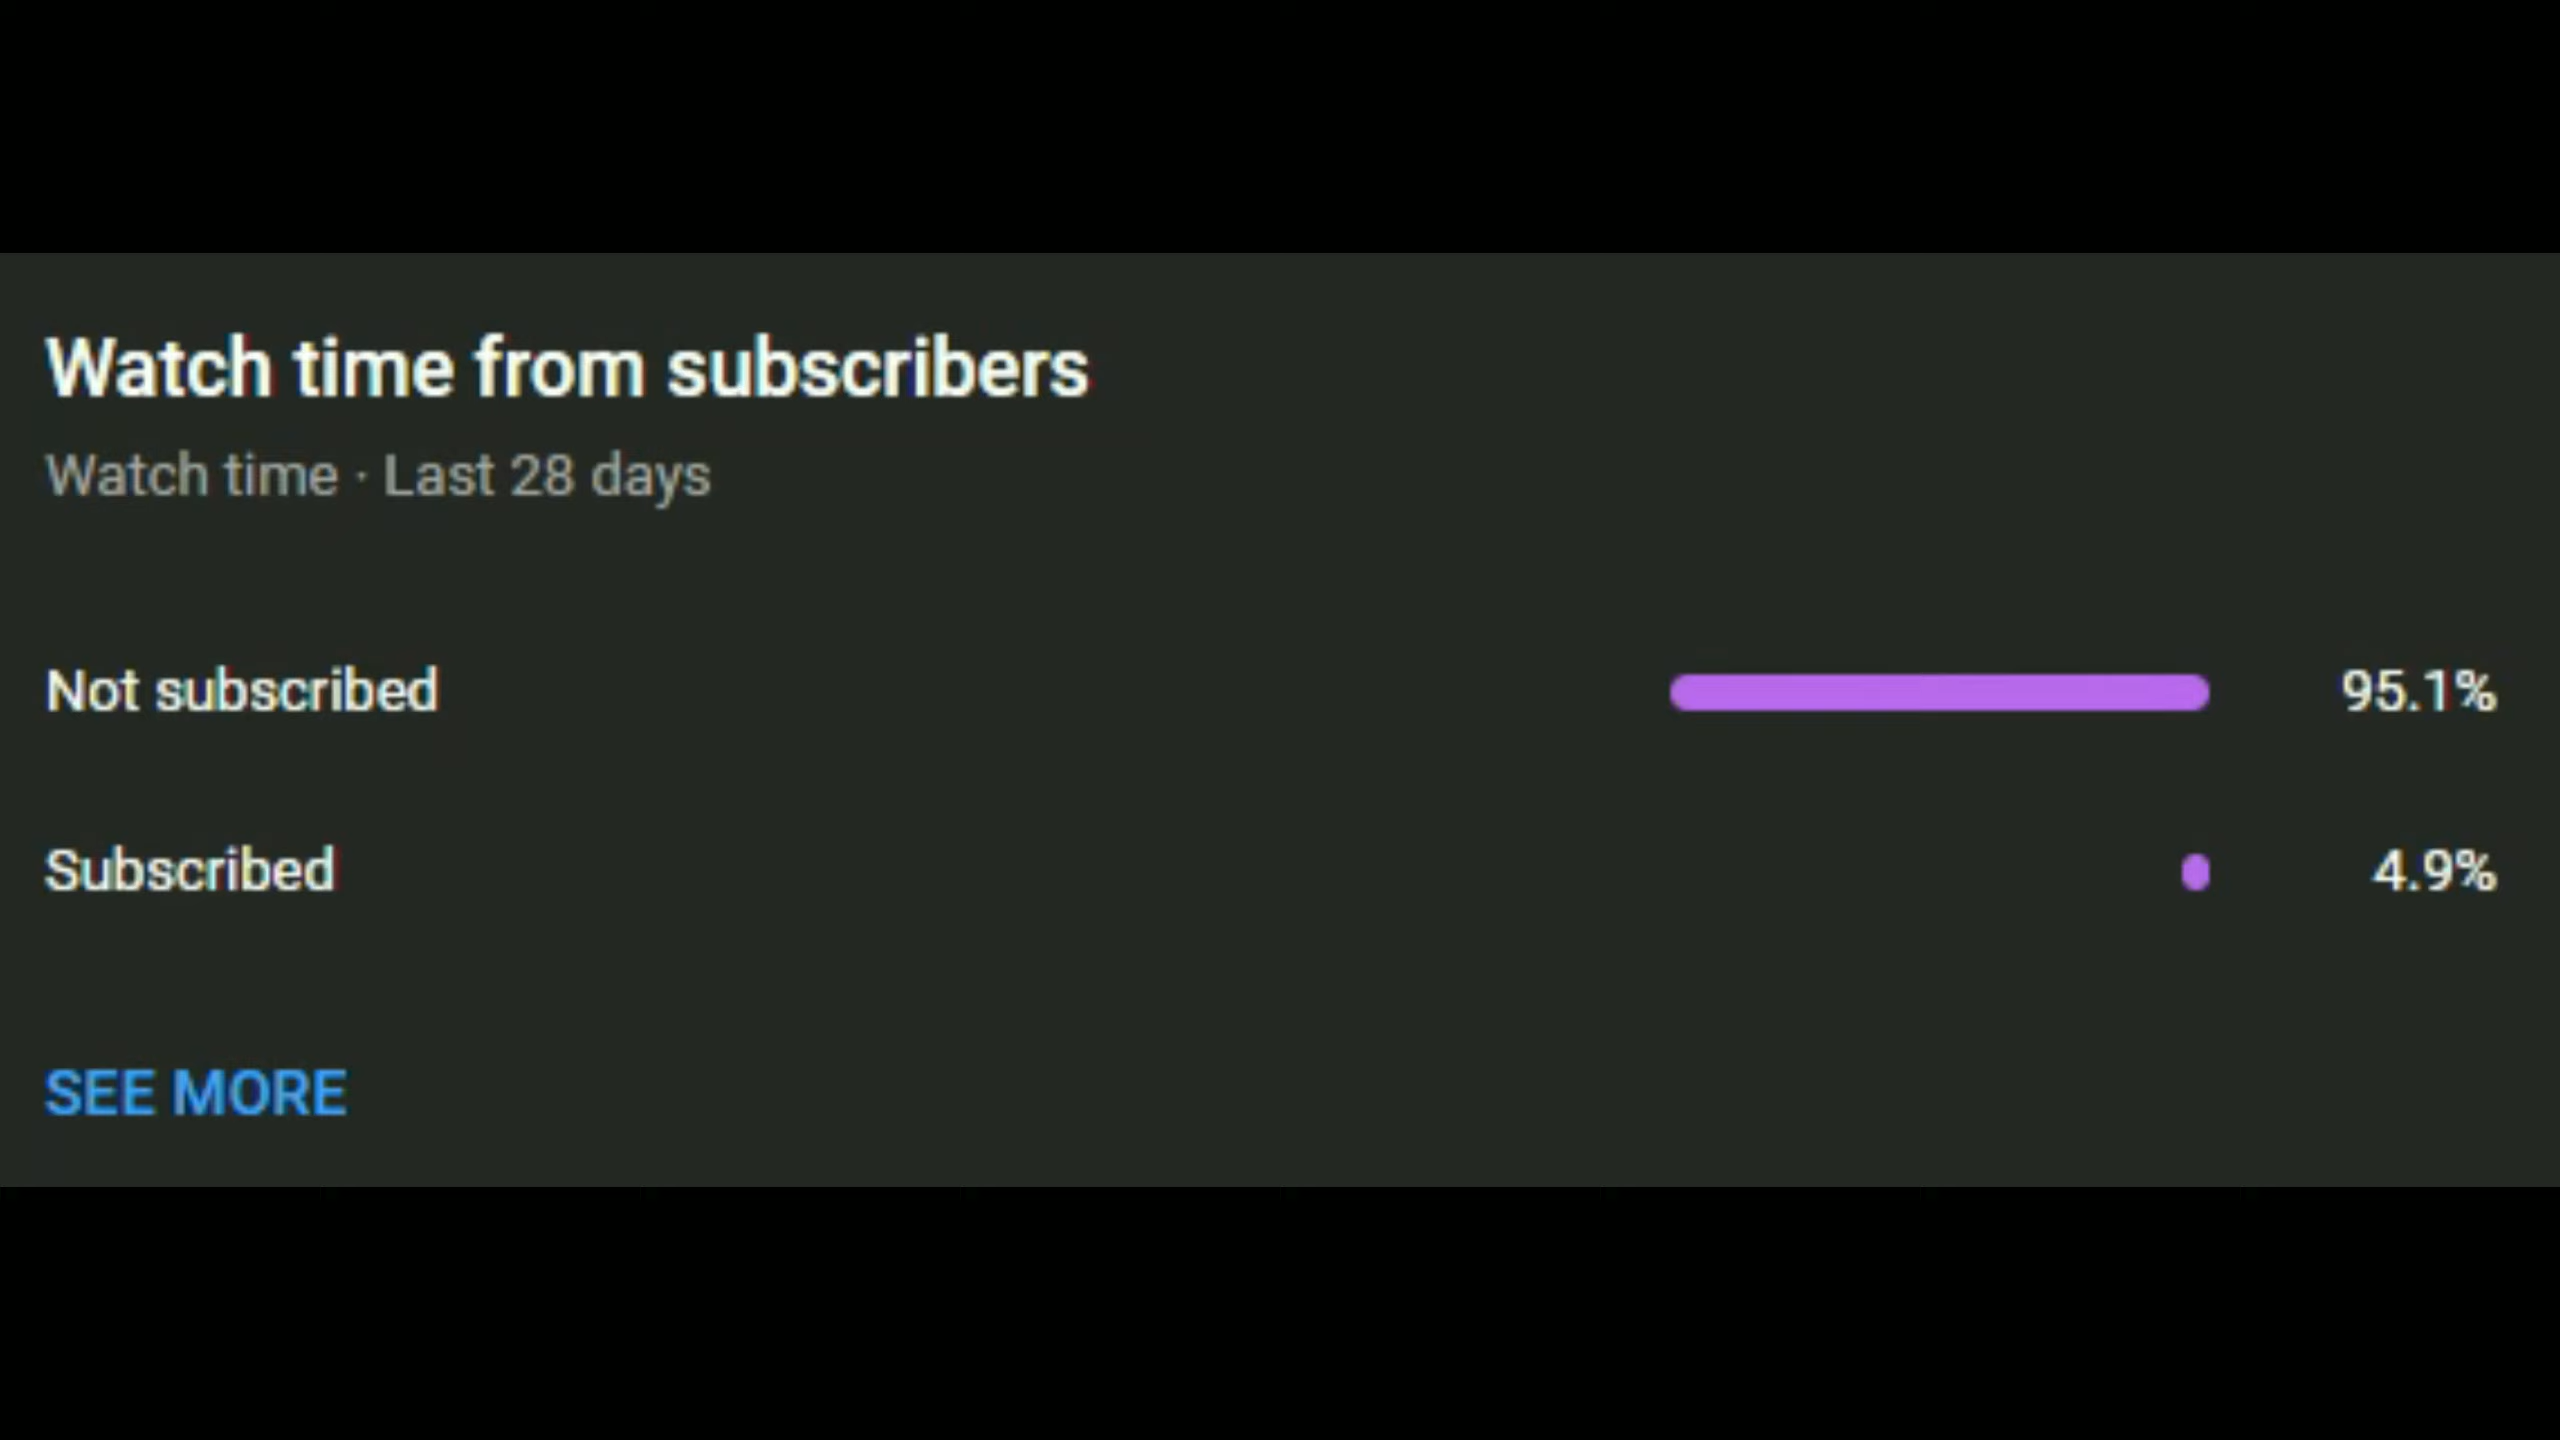 Watch time from subscribers
Watch time · Last 28 days
Not subscribed 95.1%
Subscribed 4.9%
SEE MORE